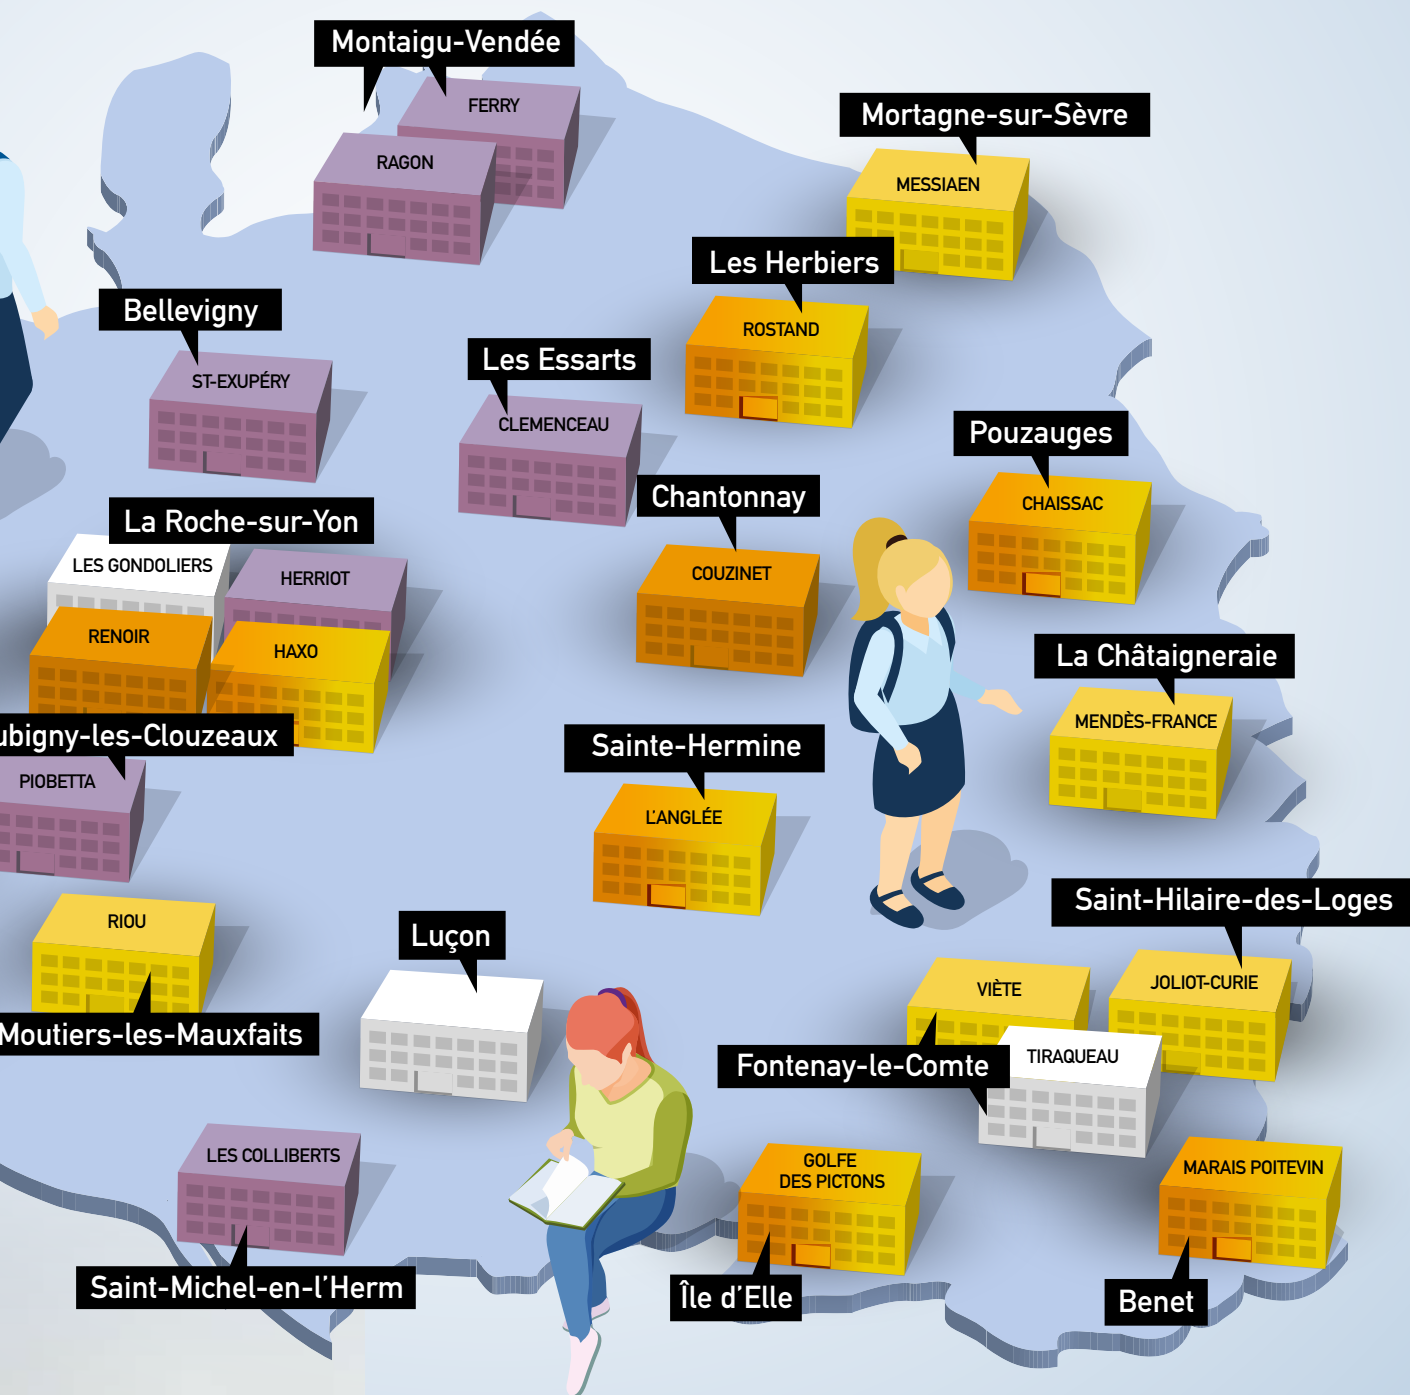 Montaigu-Vendée
FERRY
RAGON
Mortagne-sur-Sèvre
MESSIAEN
Les Herbiers
ROSTAND
Bellevigny
ST-EXUPÉRY
Les Essarts
CLEMENCEAU
Pouzauges
CHAISSAC
Chantonnay
COUZINET
La Roche-sur-Yon
LES GONDOLIERS
HERRIOT
RENOIR
HAXO
La Châtaigneraie
MENDÈS-FRANCE
ubigny-les-Clouzeaux
PIOBETTA
Sainte-Hermine
L'ANGLÉE
RIOU
Moutiers-les-Mauxfaits
Luçon
Saint-Hilaire-des-Loges
JOLIOT-CURIE
VIÈTE
Fontenay-le-Comte
TIRAQUEAU
LES COLLIBERTS
Saint-Michel-en-l'Herm
GOLFE
DES PICTONS
Île d'Elle
MARAIS POITEVIN
Benet